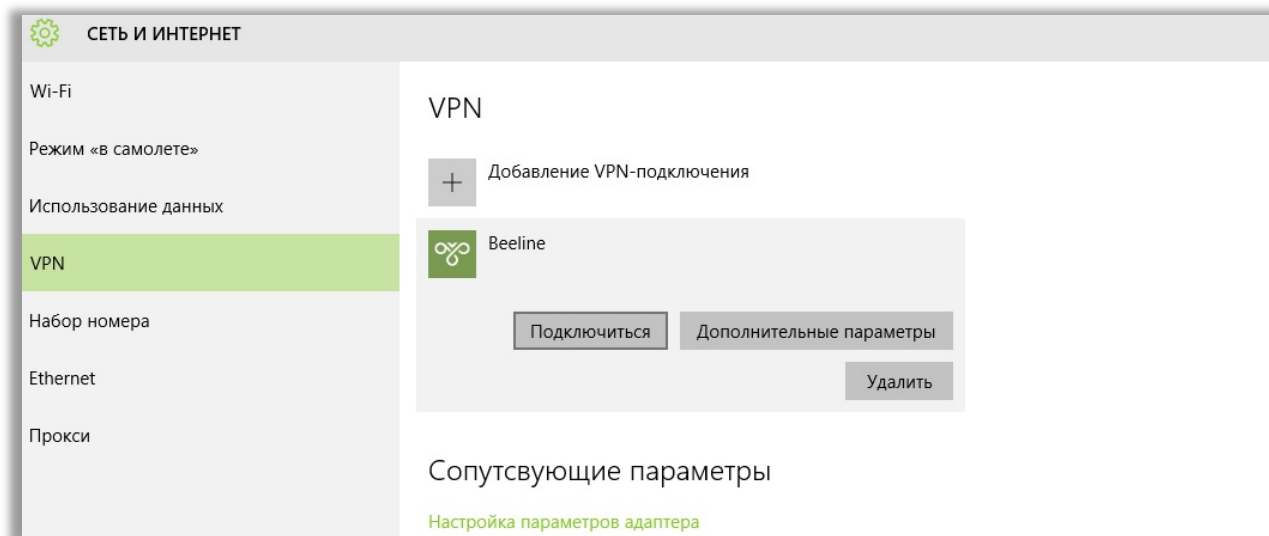 СЕТЬ И ИНТЕРНЕТ
Wi-Fi
Режим «в самолете»
Использование данных
VPN
Набор номера
Ethernet
Прокси
VPN
Добавление VPN-подключения
Beeline
Подключиться
Дополнительные параметры
Удалить
Сопутсвующие параметры
Настройка параметров адаптера